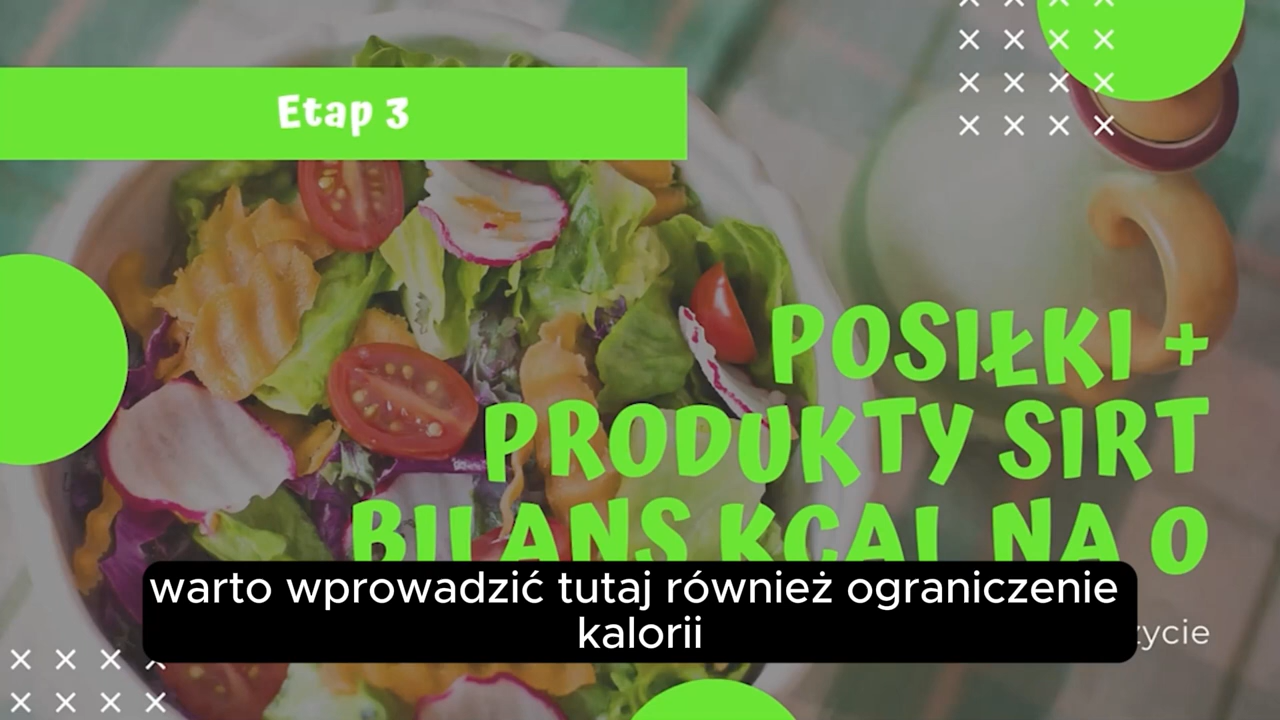 Etap 3
POSIŁKI +
PRODUKTY SIRT
BILANS KCAL NA 0
warto wprowadzić tutaj również ograniczenie
kalorii